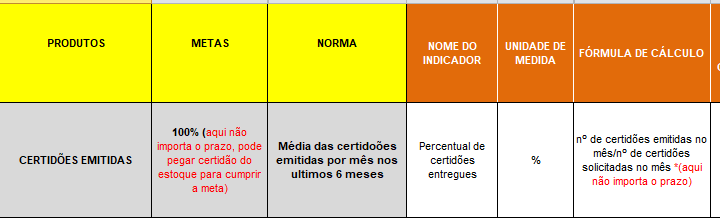 PRODUTOS
METAS
NORMA
NOME DO
INDICADOR
UNIDADE DE
MEDIDA
FÓRMULA DE CÁLCULO
CERTIDÕES EMITIDAS
100% (aqui não
importa o prazo, pode
pegar certidão do
estoque para cumprir
a meta)
Média das certidoões
emitidas por mês nos
ultimos 6 meses
Percentual de
certidões
entregues
%
nº de certidões emitidas no
mês/nº de certidões
solicitadas no mês *(aqui
não importa o prazo)